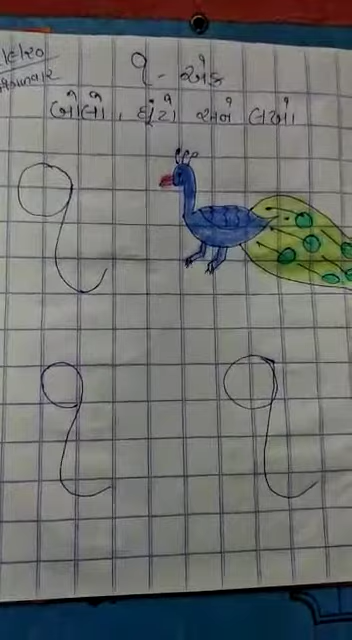 ૧ - એક
બોલો, ઘૂંટો અને લખો.
૧
૧ ૧